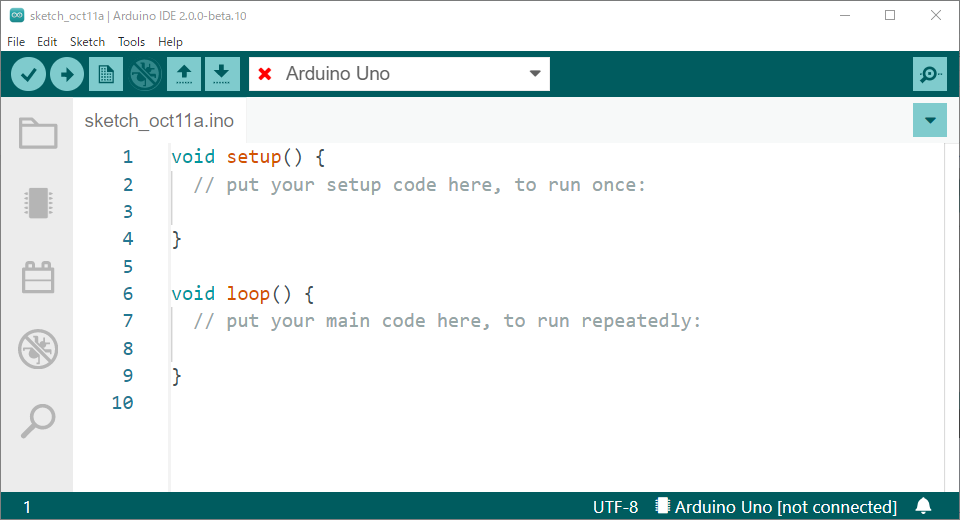 sketch_oct11a | Arduino IDE 2.0.0-beta.10
File Edit Sketch Tools Help
Arduino Uno
sketch_oct11a.ino
1 void setup() {
2 // put your setup code here, to run once:
3
4 }
5
6 void loop() {
7 // put your main code here, to run repeatedly:
8
9 }
10
1 UTF-8 Arduino Uno [not connected]